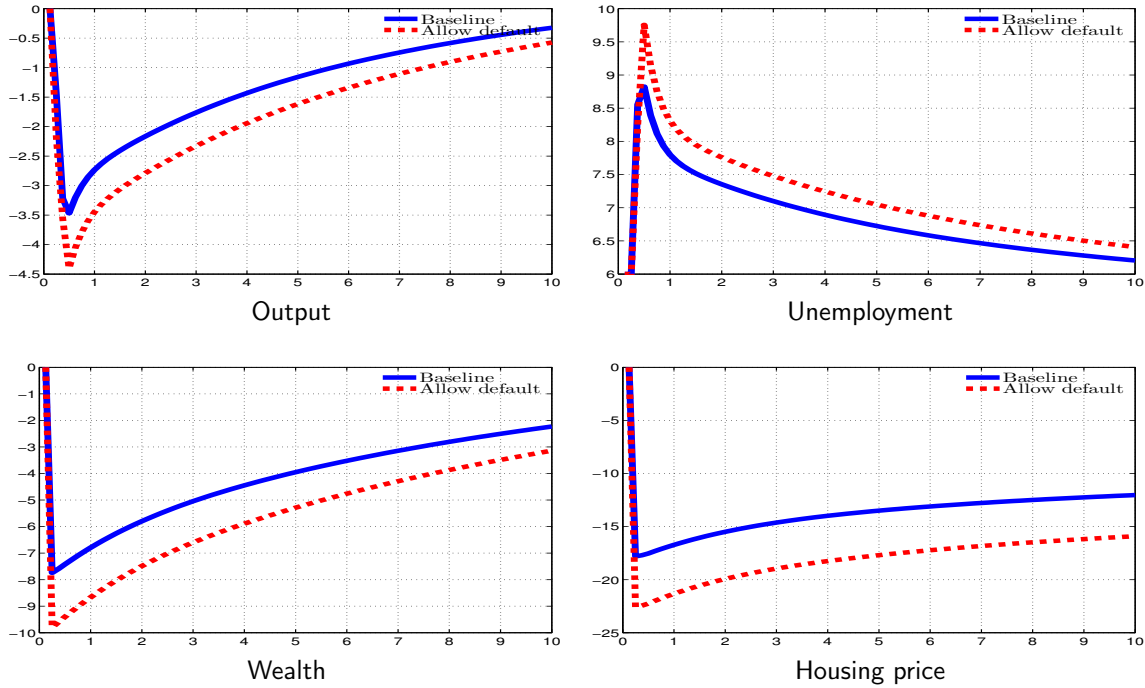 Baseline
Allow default
0
-0.5
-1
-1.5
-2
-2.5
-3
-3.5
-4
-4.5
0 1 2 3 4 5 6 7 8 9 10
Output
Baseline
Allow default
10
9.5
9
8.5
8
7.5
7
6.5
6
0 1 2 3 4 5 6 7 8 9 10
Unemployment
Baseline
Allow default
0
-1
-2
-3
-4
-5
-6
-7
-8
-9
-10
0 1 2 3 4 5 6 7 8 9 10
Wealth
Baseline
Allow default
0
-5
-10
-15
-20
-25
0 1 2 3 4 5 6 7 8 9 10
Housing price